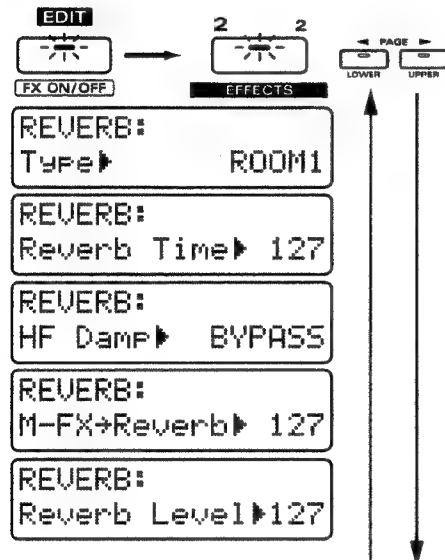 EDIT
2 2
◄ PAGE ►
FX ON/OFF
EFFECTS
LOWER UPPER
REVERB:
Type▶ ROOM1
REVERB:
Reverb Time▶ 127
REVERB:
HF Damp▶ BYPASS
REVERB:
M-FX→Reverb▶ 127
REVERB:
Reverb Level▶127